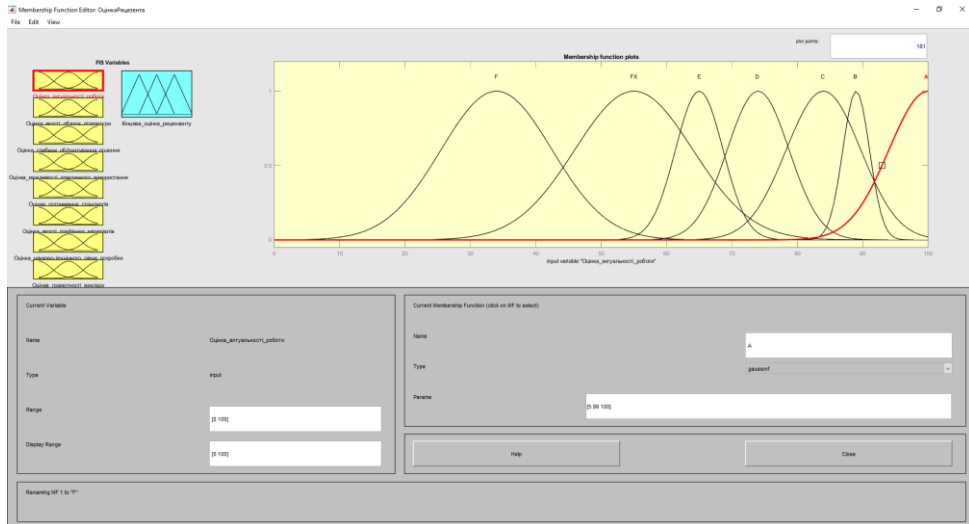 Membership Function Editor: ОцінкаРецезента
File Edit View
plot points:
181
FIS Variables
Membership function plots
Оцінка_актуальності_роботи
Кінцева_оцінка_рецензенту
F FX E D C B A
1
0.5
0
0 10 20 30 40 50 60 70 80 90 100
input variable "Оцінка_актуальності_роботи"
Current Variable
Name Оцінка_актуальності_роботи
Type input
Range [0 100]
Display Range [0 100]
Current Membership Function (click on MF to select)
Name A
Type gaussmf
Params [5.99 100]
Help Close
Renaming MF 1 to "F"